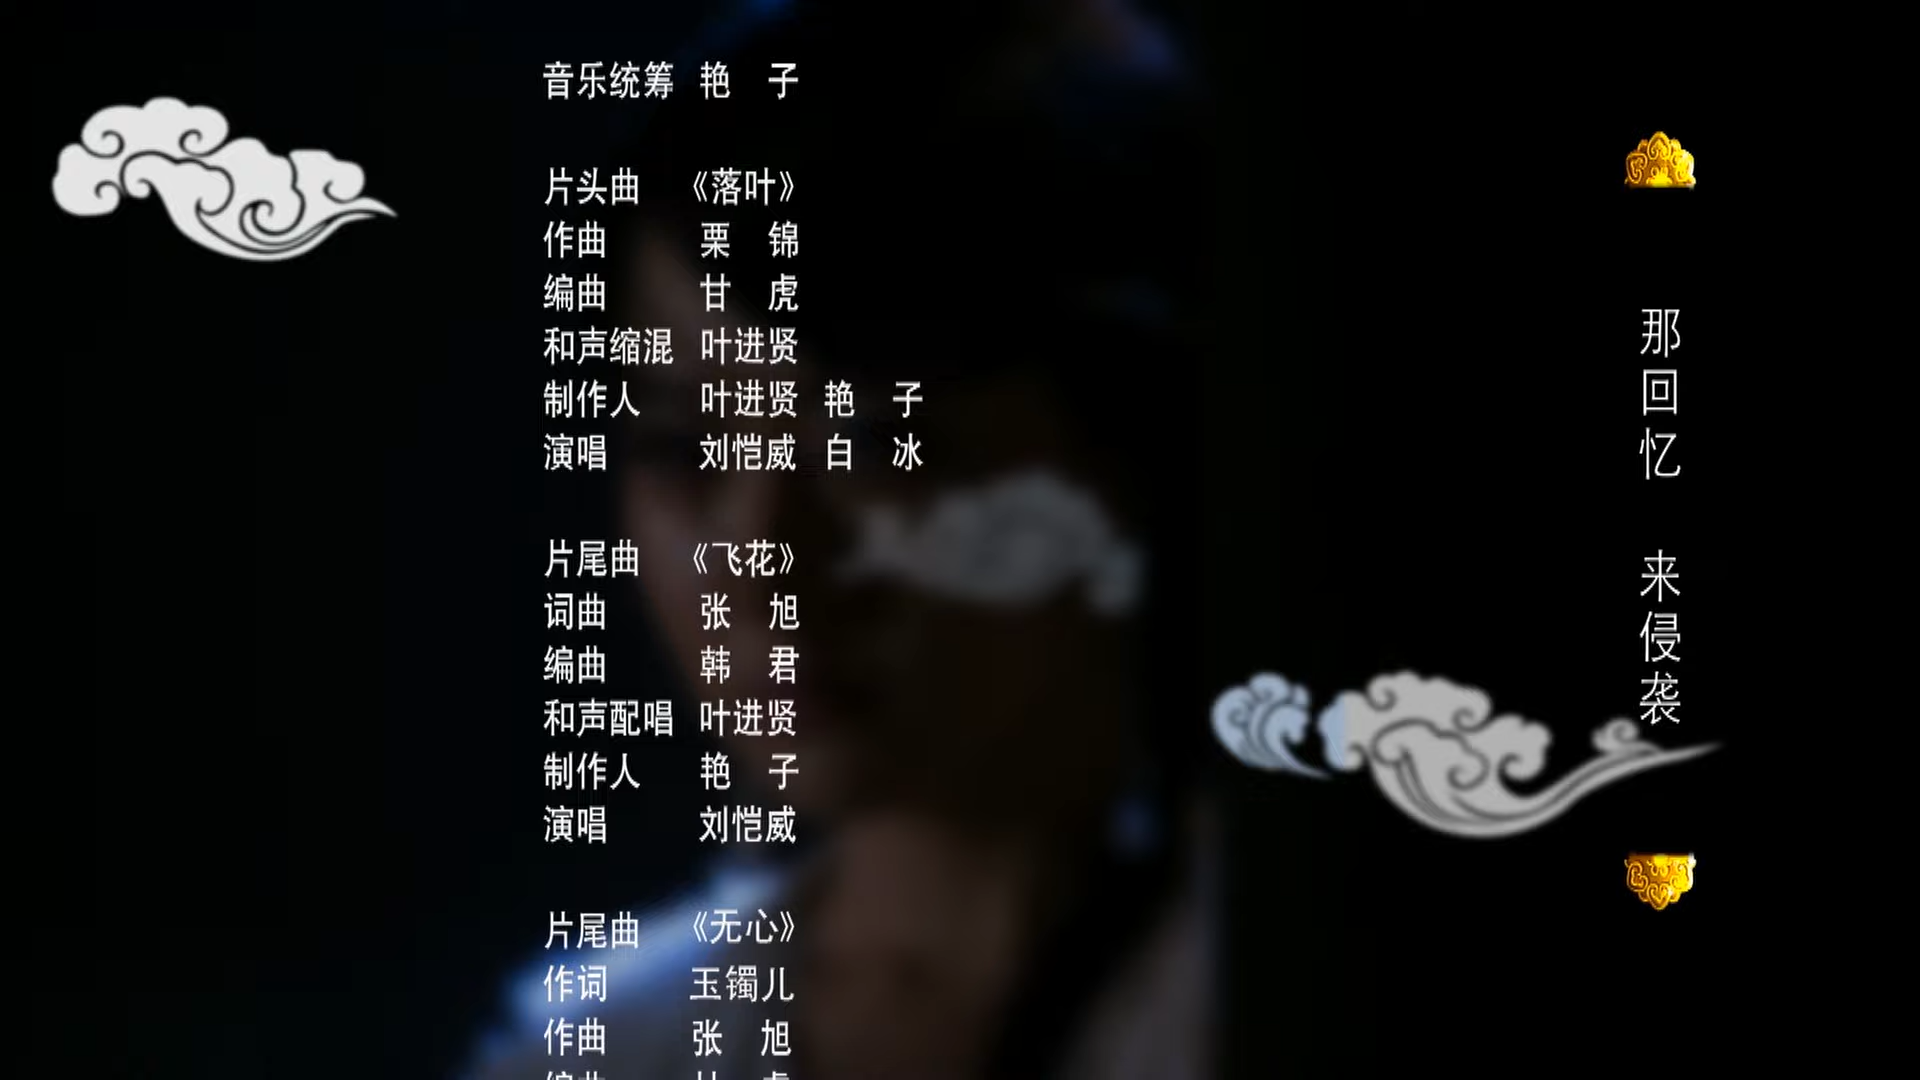 音乐统筹 艳 子
片头曲 《落叶》
作曲 栗 锦
编曲 甘 虎
和声缩混 叶进贤
制作人 叶进贤 艳 子
演唱 刘恺威 白 冰
片尾曲 《飞花》
词曲 张 旭
编曲 韩 君
和声配唱 叶进贤
制作人 艳 子
演唱 刘恺威
片尾曲 《无心》
作词 玉镯儿
作曲 张 旭
那回忆 来侵袭